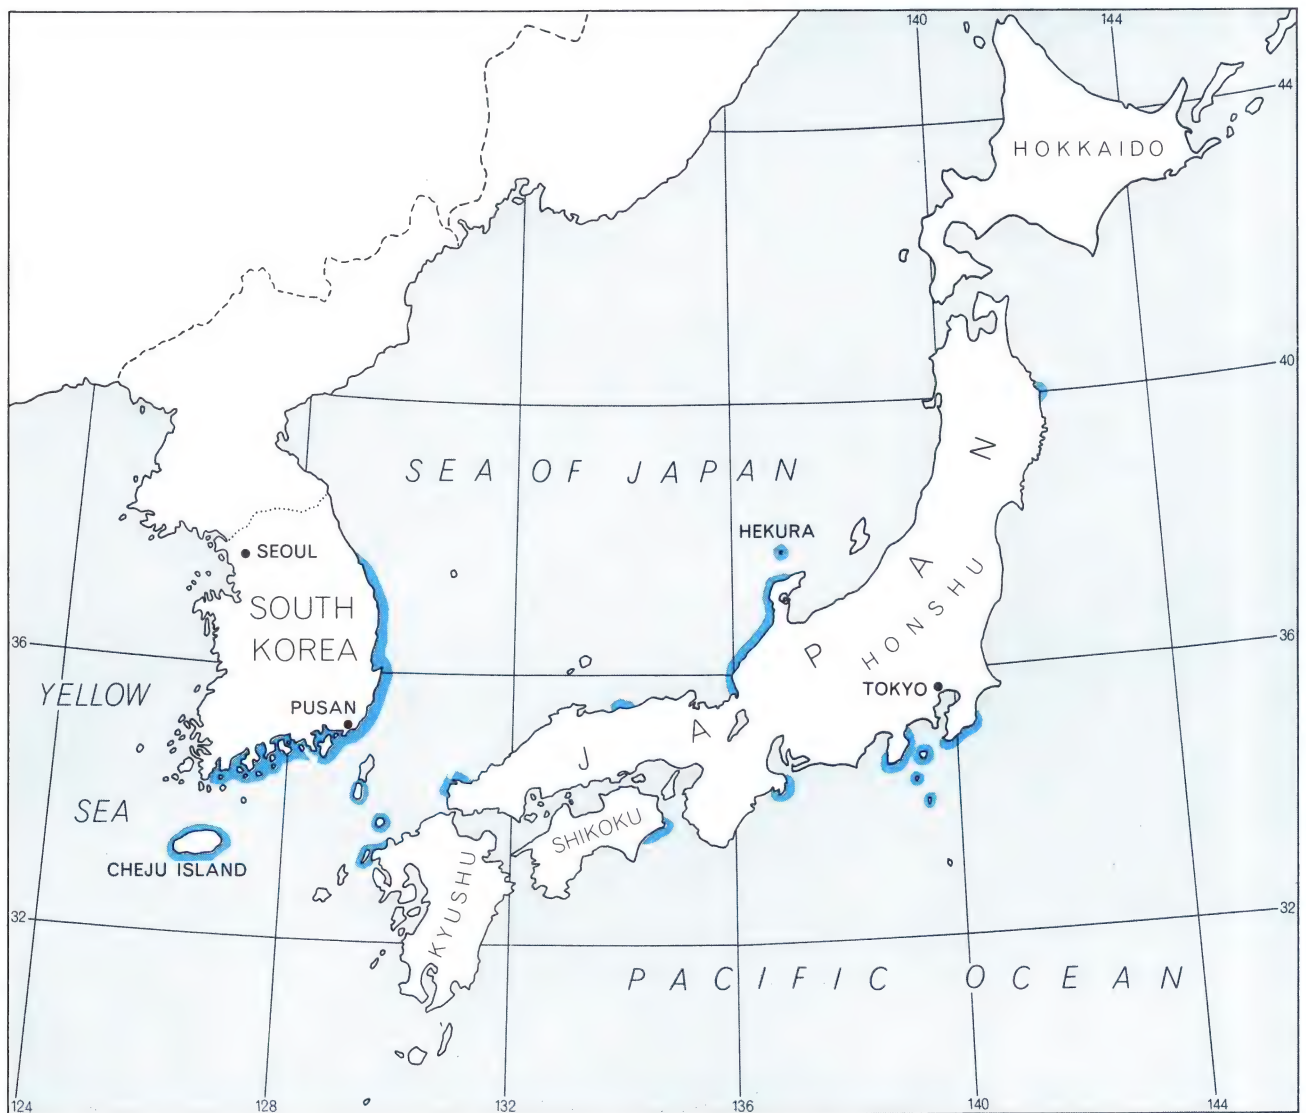 140
144
44
HOKKAIDO
40
SEA OF JAPAN
HEKURA
SEOUL
SOUTH
KOREA
36
36
YELLOW
SEA
PUSAN
TOKYO
JAPAN
HONSHU
SHIKOKU
CHEJU ISLAND
KYUSHU
32
32
PACIFIC OCEAN
124
128
132
136
140
144